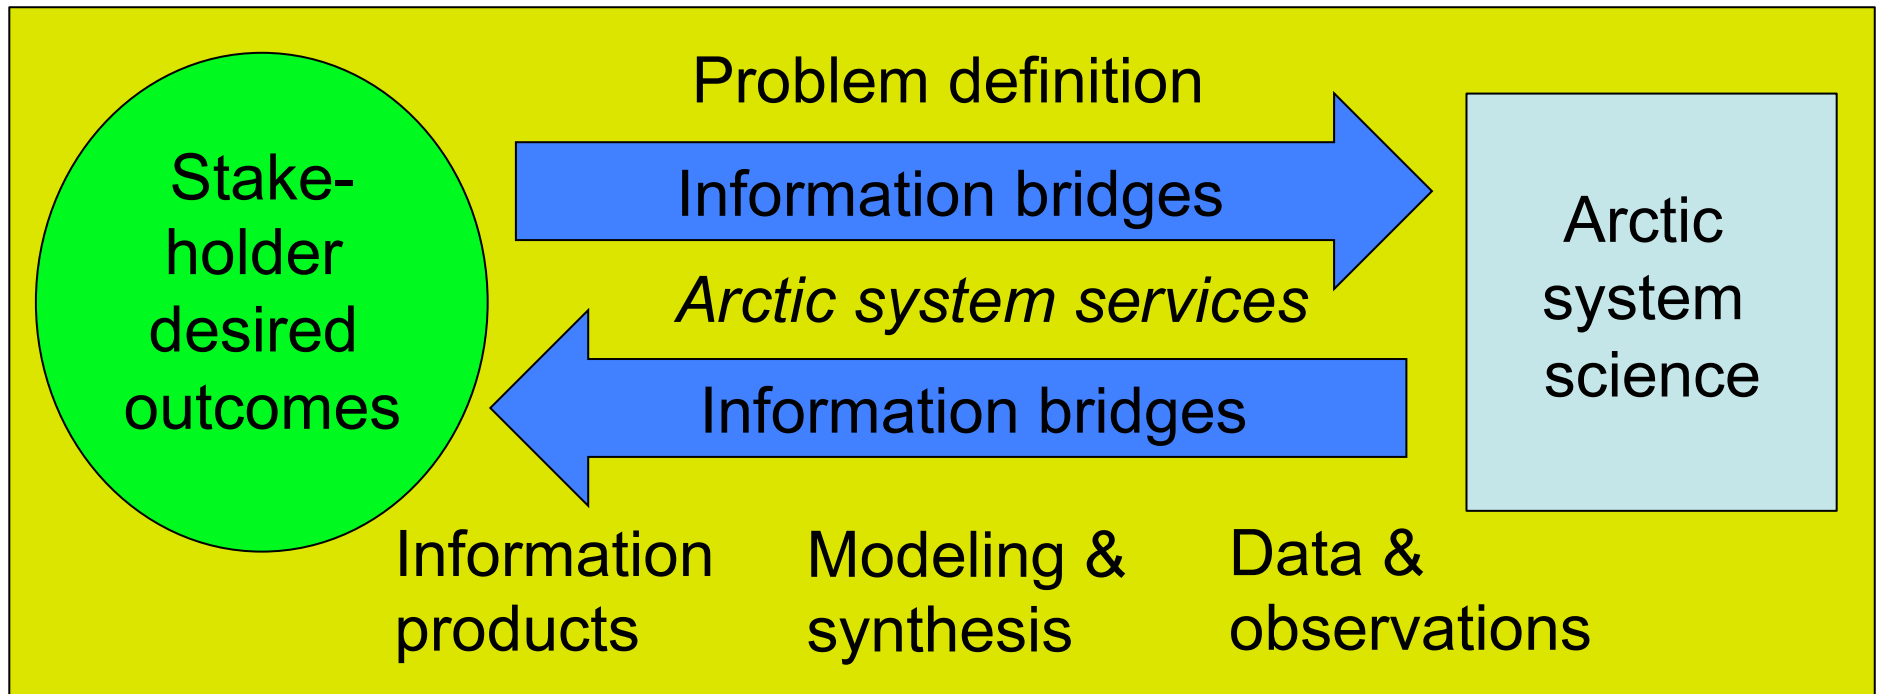 Stake-
holder
desired
outcomes
Problem definition
Information bridges
Arctic system services
Information bridges
Arctic
system
science
Information
products
Modeling &
synthesis
Data &
observations